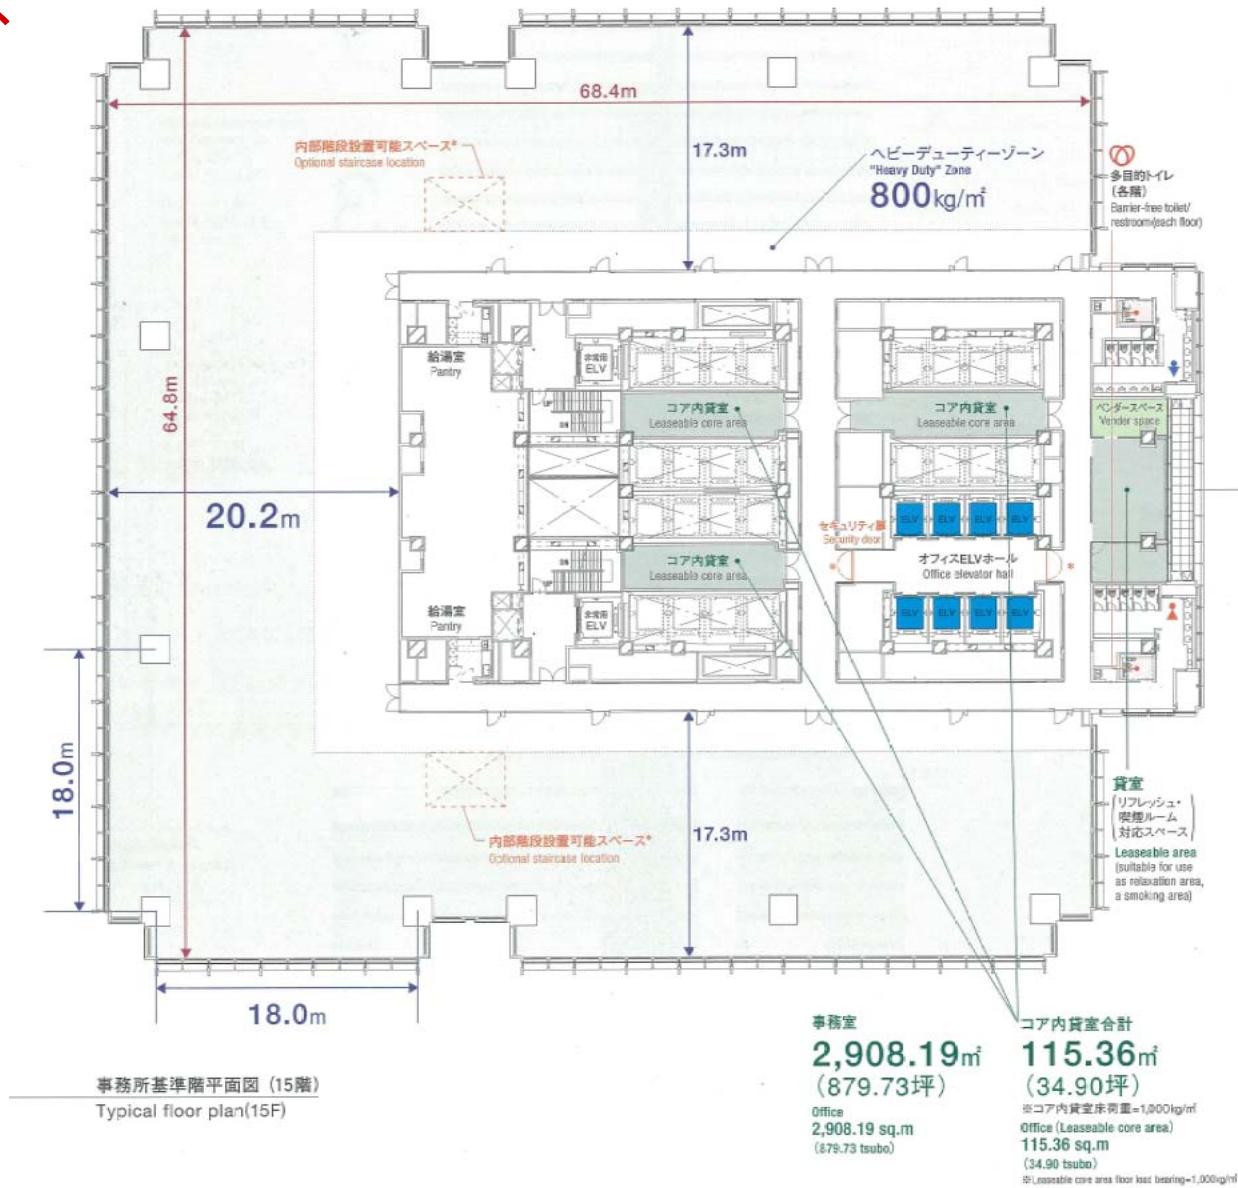 68.4m
内部階段設置可能スペース*
Optional staircase location
17.3m
ヘビーデューティーゾーン
"Heavy Duty" Zone
800kg/㎡
多目的トイレ
(各階)
Barrier-free toilet/
restroom(each floor)
64.8m
給湯室
Pantry
非常用
ELV
コア内貸室
Leaseable core area
コア内貸室
Leaseable core area
ベンダースペース
Vender space
UP
DN
20.2m
セキュリティ扉
Security door
ELV ELV ELV ELV
オフィスELVホール
Office elevator hall
* *
ELV ELV ELV ELV
コア内貸室
Leaseable core area
UP
DN
給湯室
Pantry
非常用
ELV
18.0m
17.3m
内部階段設置可能スペース*
Optional staircase location
貸室
(リフレッシュ・
喫煙ルーム
対応スペース)
Leaseable area
(suitable for use
as relaxation area,
a smoking area)
18.0m
事務所基準階平面図 (15階)
Typical floor plan(15F)
事務室
2,908.19㎡
(879.73坪)
Office
2,908.19 sq.m
(879.73 tsubo)
コア内貸室合計
115.36㎡
(34.90坪)
※コア内貸室床荷重=1,000kg/㎡
Office (Leaseable core area)
115.36 sq.m
(34.90 tsubo)
※Leaseable core area floor load bearing=1,000kg/㎡